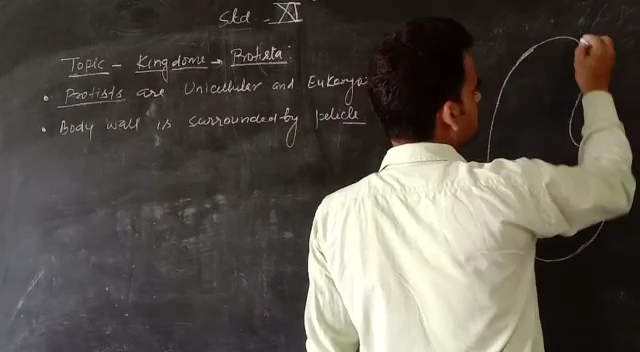 Std. - XI
Topic - Kingdome → Protista:
• Protists are Unicellular and Eukaryo
• Body wall is surrounded by pelicle